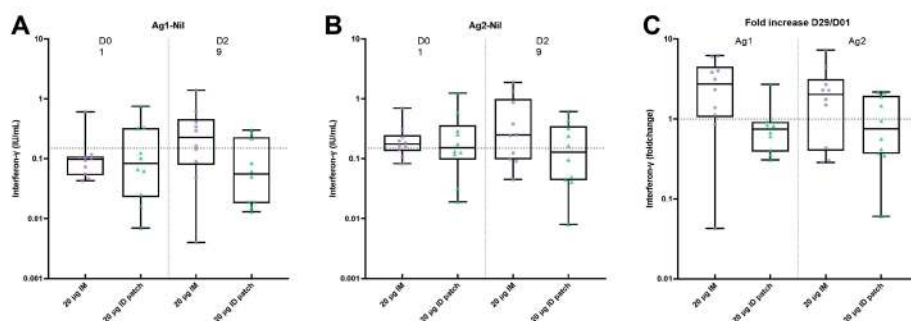 A
Ag1-Nil
D0
1
D2
9
Interferon-γ (IU/mL)
10
1
0.1
0.01
0.001
20 µg IM
20 µg ID patch
20 µg IM
20 µg ID patch
B
Ag2-Nil
D0
1
D2
9
Interferon-γ (IU/mL)
10
1
0.1
0.01
0.001
20 µg IM
20 µg ID patch
20 µg IM
20 µg ID patch
C
Fold increase D29/D01
Ag1
Ag2
Interferon-γ (foldchange)
10
1
0.1
0.01
20 µg IM
20 µg ID patch
20 µg IM
20 µg ID patch